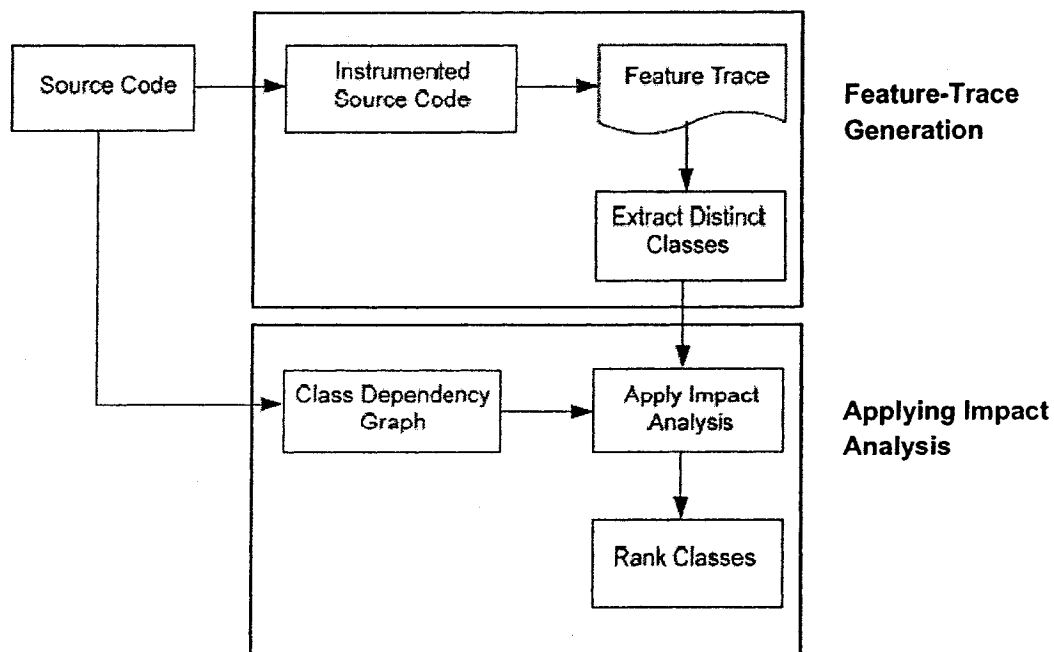 Source Code
Instrumented
Source Code
Feature Trace
Feature-Trace
Generation
Extract Distinct
Classes
Class Dependency
Graph
Apply Impact
Analysis
Applying Impact
Analysis
Rank Classes